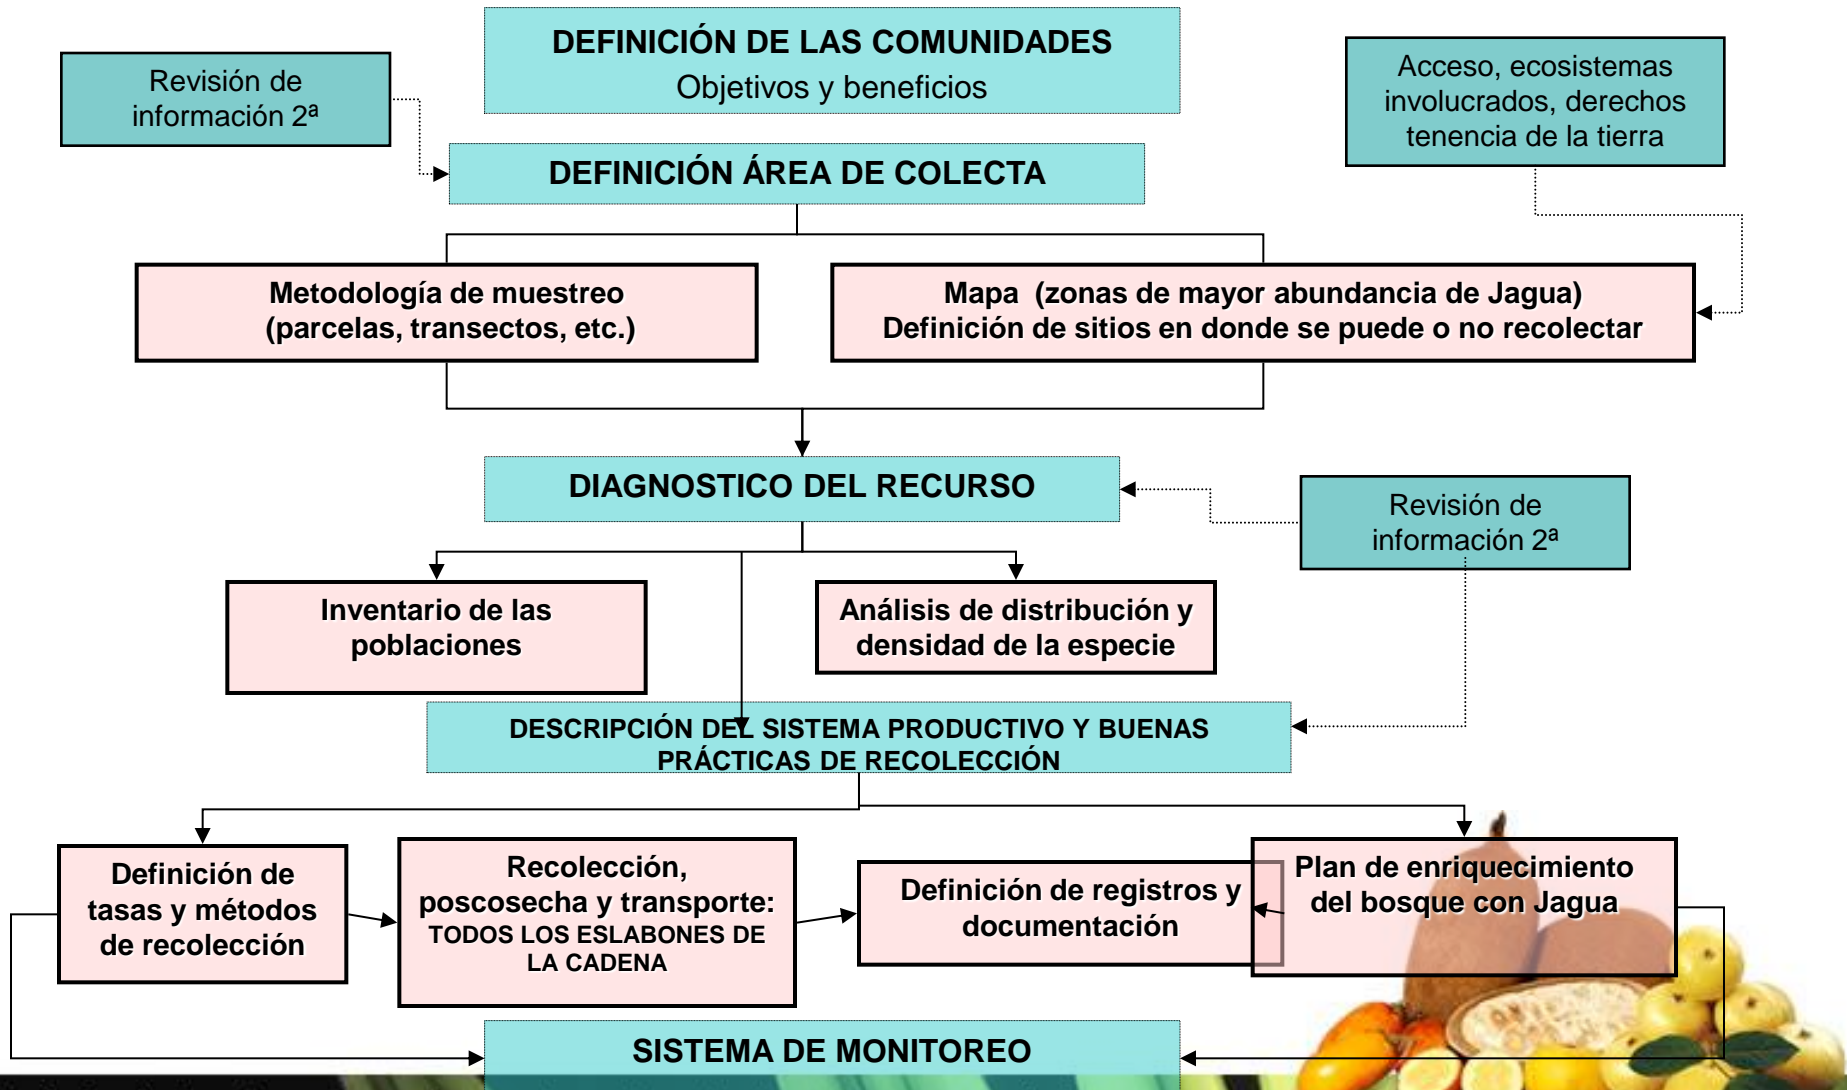 DEFINICIÓN DE LAS COMUNIDADES
Objetivos y beneficios
Revisión de
información 2ª
Acceso, ecosistemas
involucrados, derechos
tenencia de la tierra
DEFINICIÓN ÁREA DE COLECTA
Metodología de muestreo
(parcelas, transectos, etc.)
Mapa (zonas de mayor abundancia de Jagua)
Definición de sitios en donde se puede o no recolectar
DIAGNOSTICO DEL RECURSO
Revisión de
información 2ª
Inventario de las
poblaciones
Análisis de distribución y
densidad de la especie
DESCRIPCIÓN DEL SISTEMA PRODUCTIVO Y BUENAS
PRÁCTICAS DE RECOLECCIÓN
Definición de
tasas y métodos
de recolección
Recolección,
poscosecha y transporte:
TODOS LOS ESLABONES DE
LA CADENA
Definición de registros y
documentación
Plan de enriquecimiento
del bosque con Jagua
SISTEMA DE MONITOREO